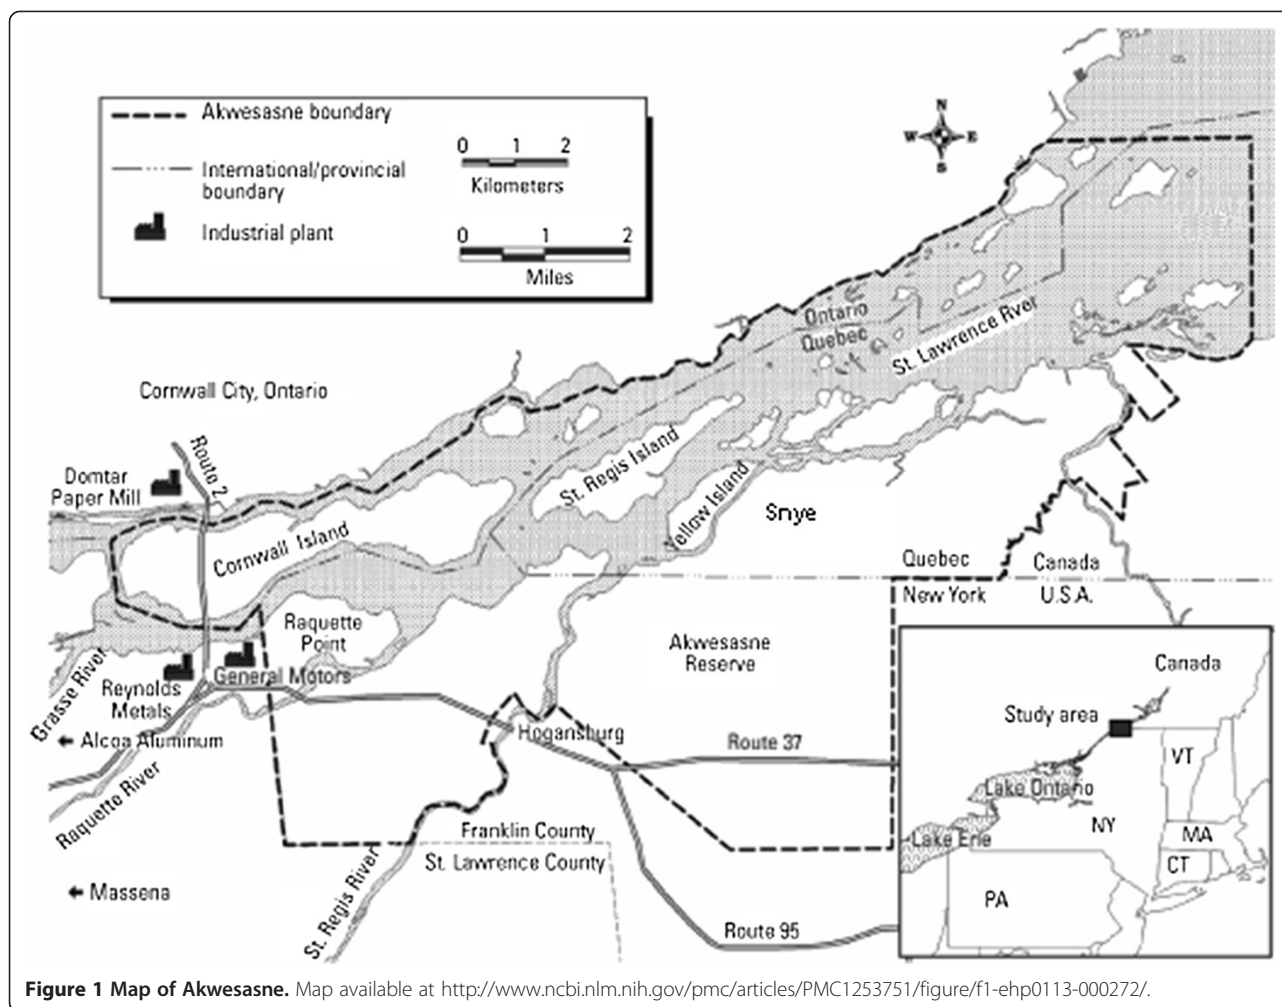 Akwesasne boundary
International/provincial
boundary
Industrial plant
0 1 2
Kilometers
0 1 2
Miles
N
W E
S
Ontario
Quebec
St. Lawrence Rver
Cornwall City, Ontario
Route 2
Domtar
Paper Mill
St. Regis Island
Yellow Island
Snye
Cornwall Island
Quebec
Canada
New York
U.S.A.
Raquette
Point
Akwesasne
Reserve
Grasse River
Reynolds
Metals
General Motors
Alcoa Aluminum
Hogansburg
Route 37
Raquette River
Franklin County
St. Lawrence County
Massena
St. Regis River
Route 95
Canada
Study area
VT
Lake Ontario
NY
MA
Lake Erie
CT
PA
Figure 1 Map of Akwesasne. Map available at http://www.ncbi.nlm.nih.gov/pmc/articles/PMC1253751/figure/f1-ehp0113-000272/.